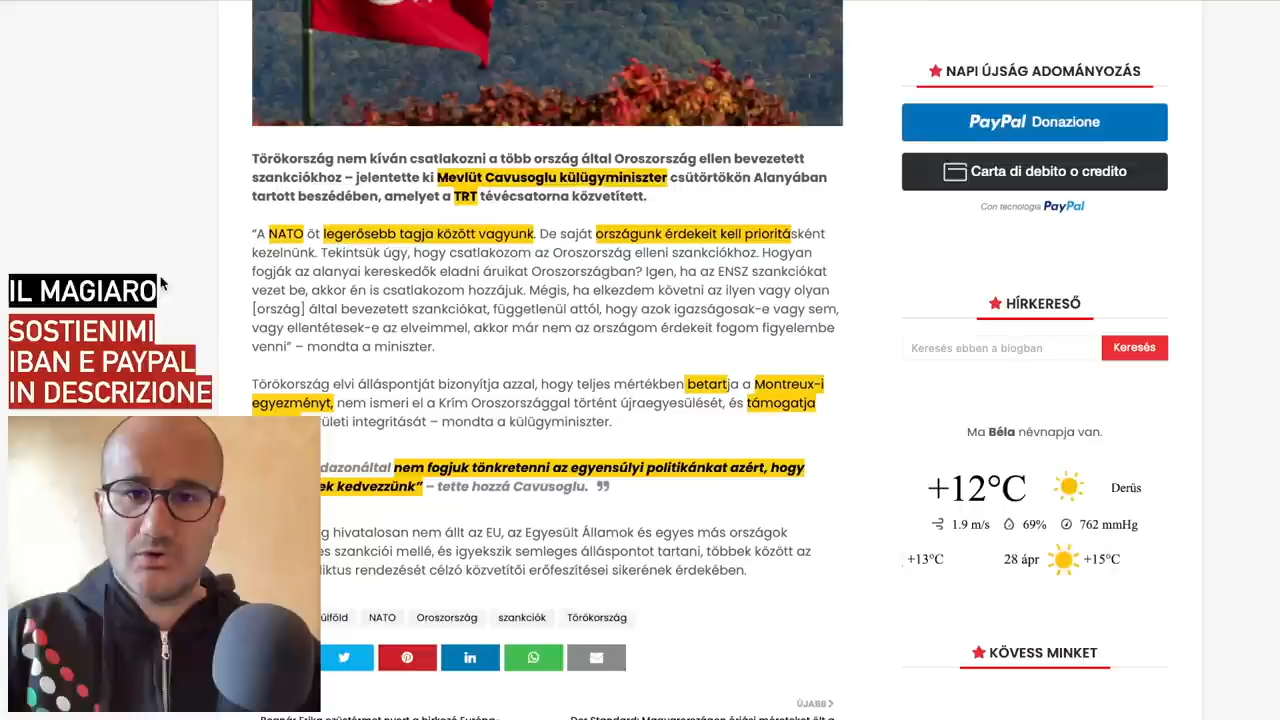 Törökország nem kíván csatlakozni a több ország által Oroszország ellen bevezetett
szankciókhoz – jelentette ki Mevlüt Cavusoglu külügyminiszter csütörtökön Alanyában
tartott beszédében, amelyet a TRT tévécsatorna közvetített.
“A NATO öt legerősebb tagja között vagyunk. De saját országunk érdekeit kell prioritásként
kezelnünk. Tekintsük úgy, hogy csatlakozom az Oroszország elleni szankciókhoz. Hogyan
fogják az alanyai kereskedők eladni áruikat Oroszországban? Igen, ha az ENSZ szankciókat
vezet be, akkor én is csatlakozom hozzájuk. Mégis, ha elkezdem követni az ilyen vagy olyan
[ország] által bevezetett szankciókat, függetlenül attól, hogy azok igazságosak-e vagy sem,
vagy ellentétesek-e az elveimmel, akkor már nem az országom érdekeit fogom figyelembe
venni” – mondta a miniszter.
Törökország elvi álláspontját bizonyítja azzal, hogy teljes mértékben betartja a Montreux-i
egyezményt, nem ismeri el a Krím Oroszországgal történt újraegyesülését, és támogatja
integritását – mondta a külügyminiszter.
nem fogjuk tönkretenni az egyensúlyi politikánkat azért, hogy
kedvezzünk” – tette hozzá Cavusoglu.
hivatalosan nem állt az EU, az Egyesült Államok és egyes más országok
szankciói mellé, és igyekszik semleges álláspontot tartani, többek között az
rendezését célzó közvetítői erőfeszítései sikerének érdekében.
NATO Oroszország szankciók Törökország
ÚJABB
IL MAGIARO
SOSTIENIMI
IBAN E PAYPAL
IN DESCRIZIONE
NAPI ÚJSÁG ADOMÁNYOZÁS
PayPal Donazione
Carta di debito o credito
Con tecnologia PayPal
HÍRKERESŐ
Keresés ebben a blogban Keresés
Ma Béla névnapja van.
+12°C Derűs
1.9 m/s 69% 762 mmHg
+13°C 28 ápr +15°C
KÖVESS MINKET